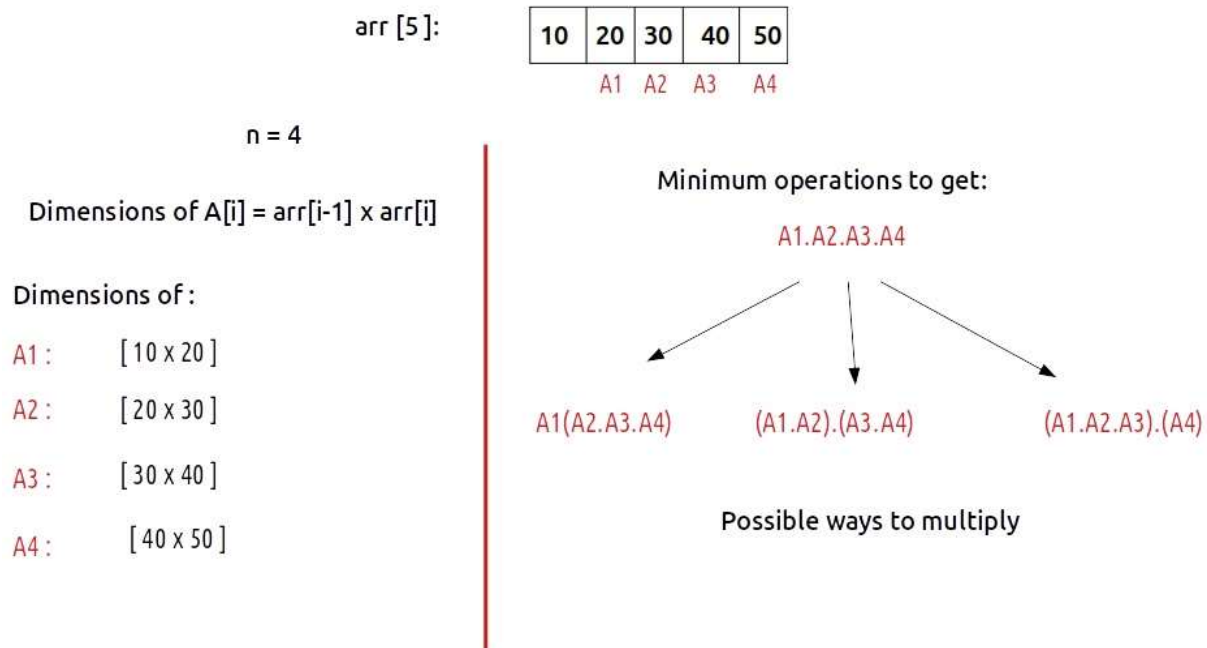 arr [5 ]:
10 20 30 40 50
A1 A2 A3 A4
n = 4
Dimensions of A[i] = arr[i-1] x arr[i]
Dimensions of :
A1 : [ 10 x 20 ]
A2 : [ 20 x 30 ]
A3 : [ 30 x 40 ]
A4 : [ 40 x 50 ]
Minimum operations to get:
A1.A2.A3.A4
A1(A2.A3.A4) (A1.A2).(A3.A4) (A1.A2.A3).(A4)
Possible ways to multiply